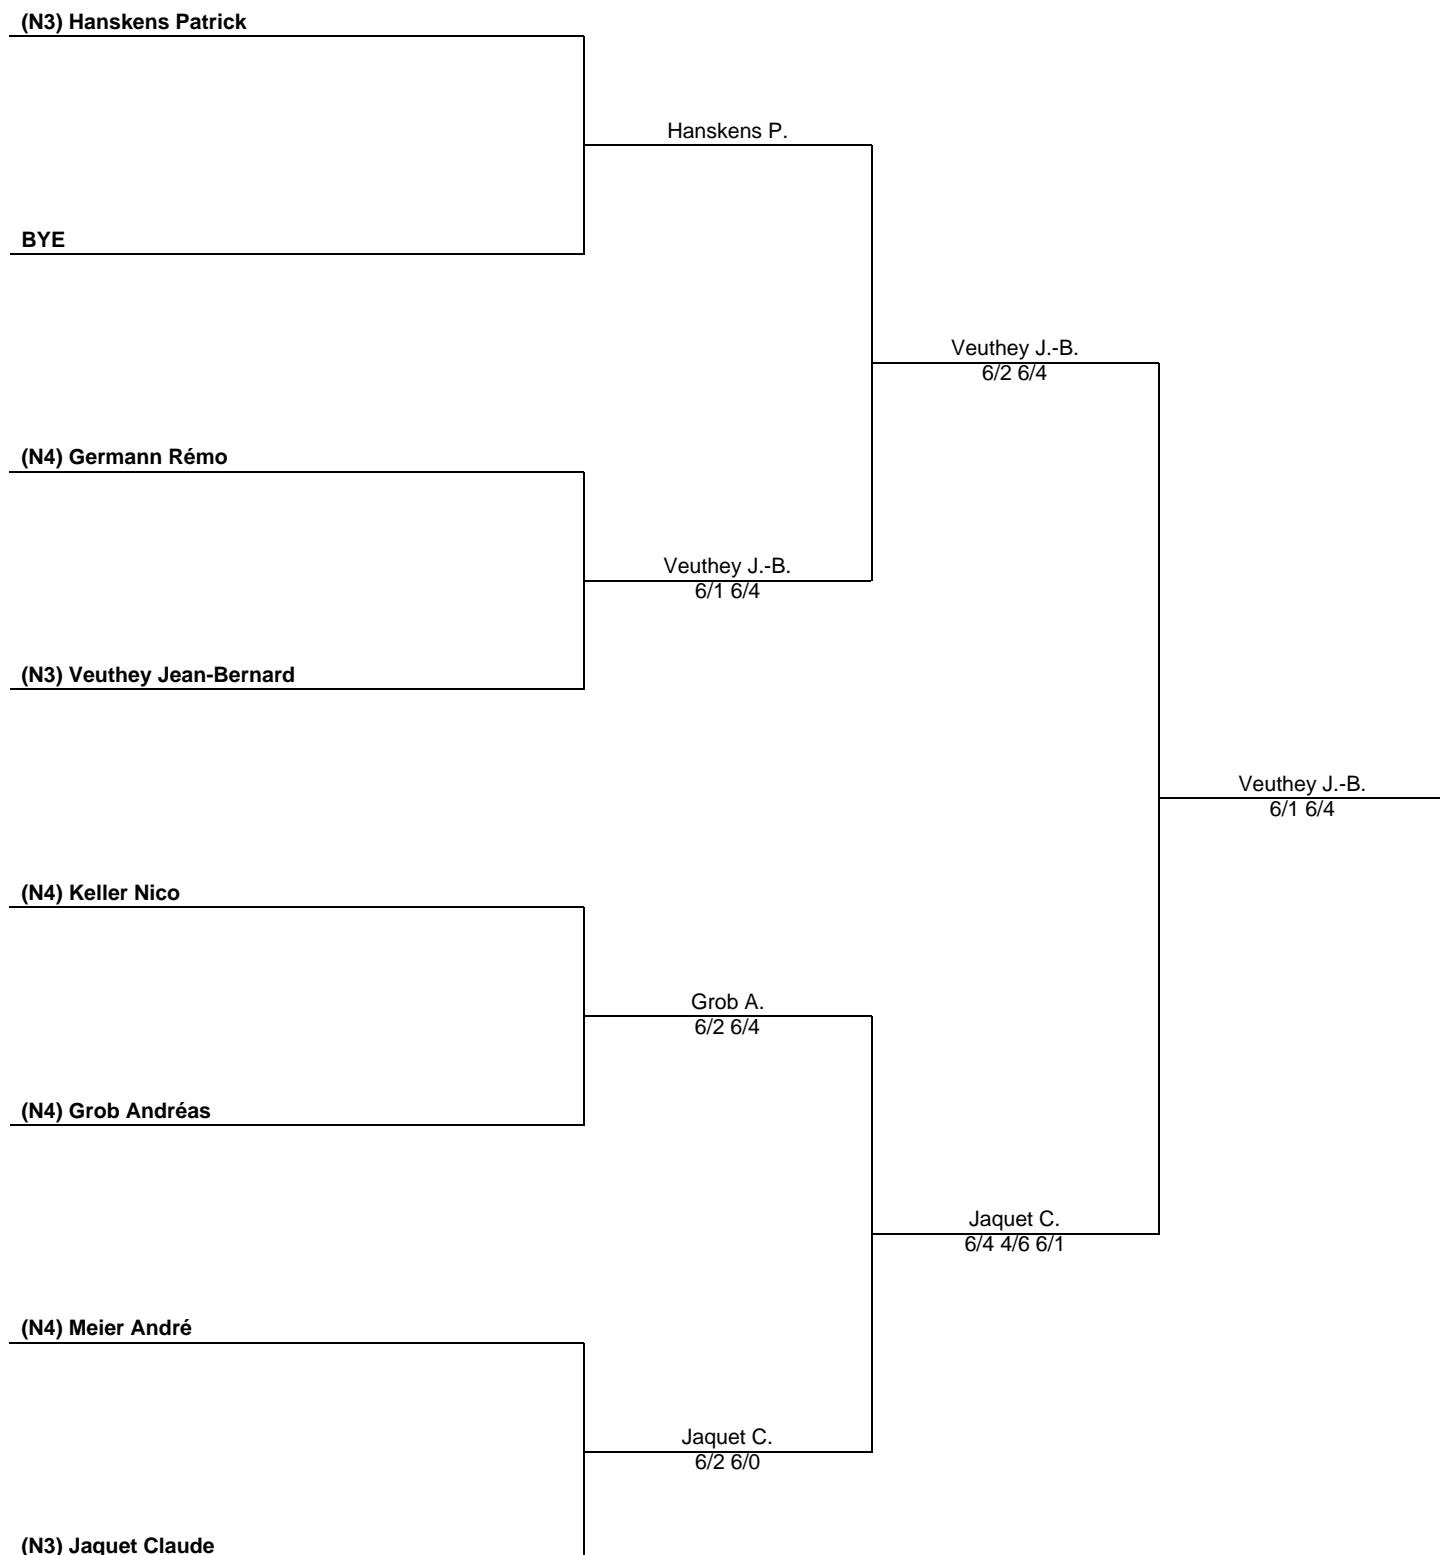 (N3) Hanskens Patrick
Hanskens P.
BYE
Veuthey J.-B.
6/2 6/4
(N4) Germann Rémo
Veuthey J.-B.
6/1 6/4
(N3) Veuthey Jean-Bernard
Veuthey J.-B.
6/1 6/4
(N4) Keller Nico
Grob A.
6/2 6/4
(N4) Grob Andréas
Jaquet C.
6/4 4/6 6/1
(N4) Meier André
Jaquet C.
6/2 6/0
(N3) Jaquet Claude